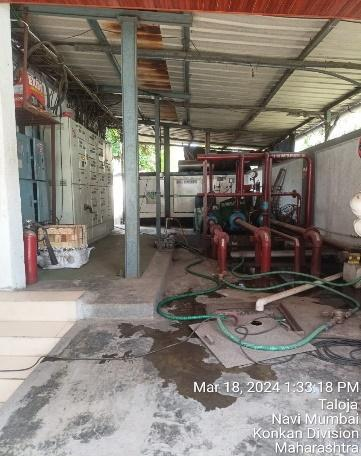 Mar 18, 2024 1:33:18 PM
Taloja
Navi Mumbai
Konkan Division
Maharashtra